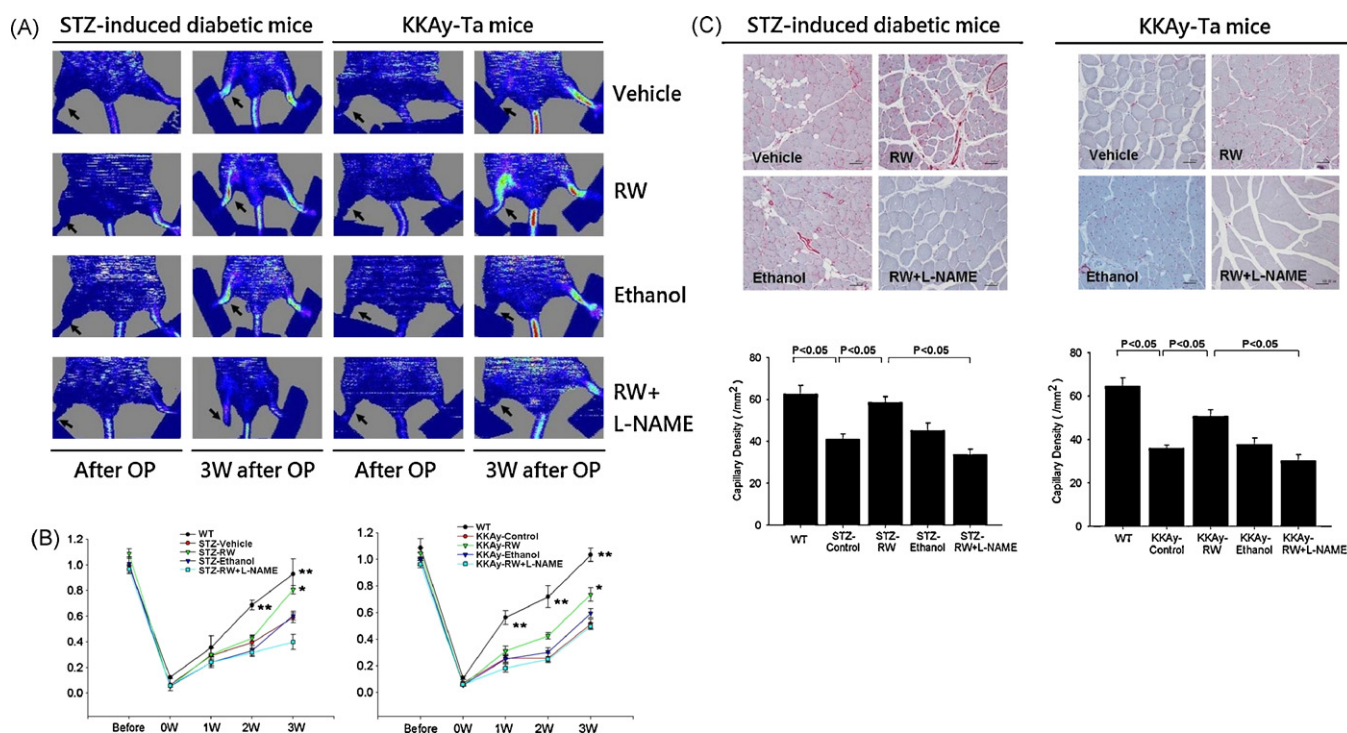 (A)
STZ-induced diabetic mice
KKAy-Ta mice
Vehicle
RW
Ethanol
RW+
L-NAME
After OP
3W after OP
After OP
3W after OP
(B)
1.2
1.0
0.8
0.6
0.4
0.2
0.0
WT
STZ-Vehicle
STZ-RW
STZ-Ethanol
STZ-RW+L-NAME
**
*
**
Before 0W 1W 2W 3W
1.2
1.0
0.8
0.6
0.4
0.2
0.0
WT
KKAy-Control
KKAy-RW
KKAy-Ethanol
KKAy-RW+L-NAME
**
**
*
**
Before 0W 1W 2W 3W
(C)
STZ-induced diabetic mice
Vehicle
RW
Ethanol
RW+L-NAME
KKAy-Ta mice
Vehicle
RW
Ethanol
RW+L-NAME
P<0.05 P<0.05 P<0.05
Capillary Density ( /mm2 )
80
60
40
20
0
WT
STZ-
Control
STZ-
RW
STZ-Ethanol
STZ-
RW+L-NAME
P<0.05 P<0.05 P<0.05
Capillary Density ( /mm2 )
80
60
40
20
0
WT
KKAy-
Control
KKAy-
RW
KKAy-Ethanol
KKAy-
RW+L-NAME